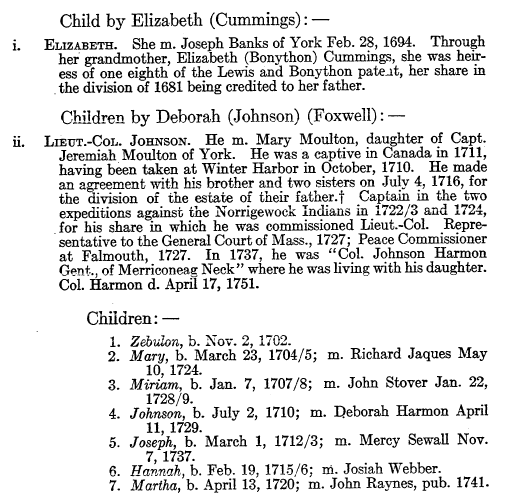 Child by Elizabeth (Cummings): —
i. ELIZABETH. She m. Joseph Banks of York Feb. 28, 1694. Through
her grandmother, Elizabeth (Bonython) Cummings, she was heir-
ess of one eighth of the Lewis and Bonython patent, her share in
the division of 1681 being credited to her father.
Children by Deborah (Johnson) (Foxwell): —
ii. LIEUT.-COL. JOHNSON. He m. Mary Moulton, daughter of Capt.
Jeremiah Moulton of York. He was a captive in Canada in 1711,
having been taken at Winter Harbor in October, 1710. He made
an agreement with his brother and two sisters on July 4, 1716, for
the division of the estate of their father.† Captain in the two
expeditions against the Norrigewock Indians in 1722/3 and 1724,
for his share in which he was commissioned Lieut.-Col. Repre-
sentative to the General Court of Mass., 1727; Peace Commissioner
at Falmouth, 1727. In 1737, he was "Col. Johnson Harmon
Gent., of Merriconeag Neck" where he was living with his daughter.
Col. Harmon d. April 17, 1751.
Children: —
1. Zebulon, b. Nov. 2, 1702.
2. Mary, b. March 23, 1704/5; m. Richard Jaques May
10, 1724.
3. Miriam, b. Jan. 7, 1707/8; m. John Stover Jan. 22,
1728/9.
4. Johnson, b. July 2, 1710; m. Deborah Harmon April
11, 1729.
5. Joseph, b. March 1, 1712/3; m. Mercy Sewall Nov.
7, 1737.
6. Hannah, b. Feb. 19, 1715/6; m. Josiah Webber.
7. Martha, b. April 13, 1720; m. John Raynes, pub. 1741.